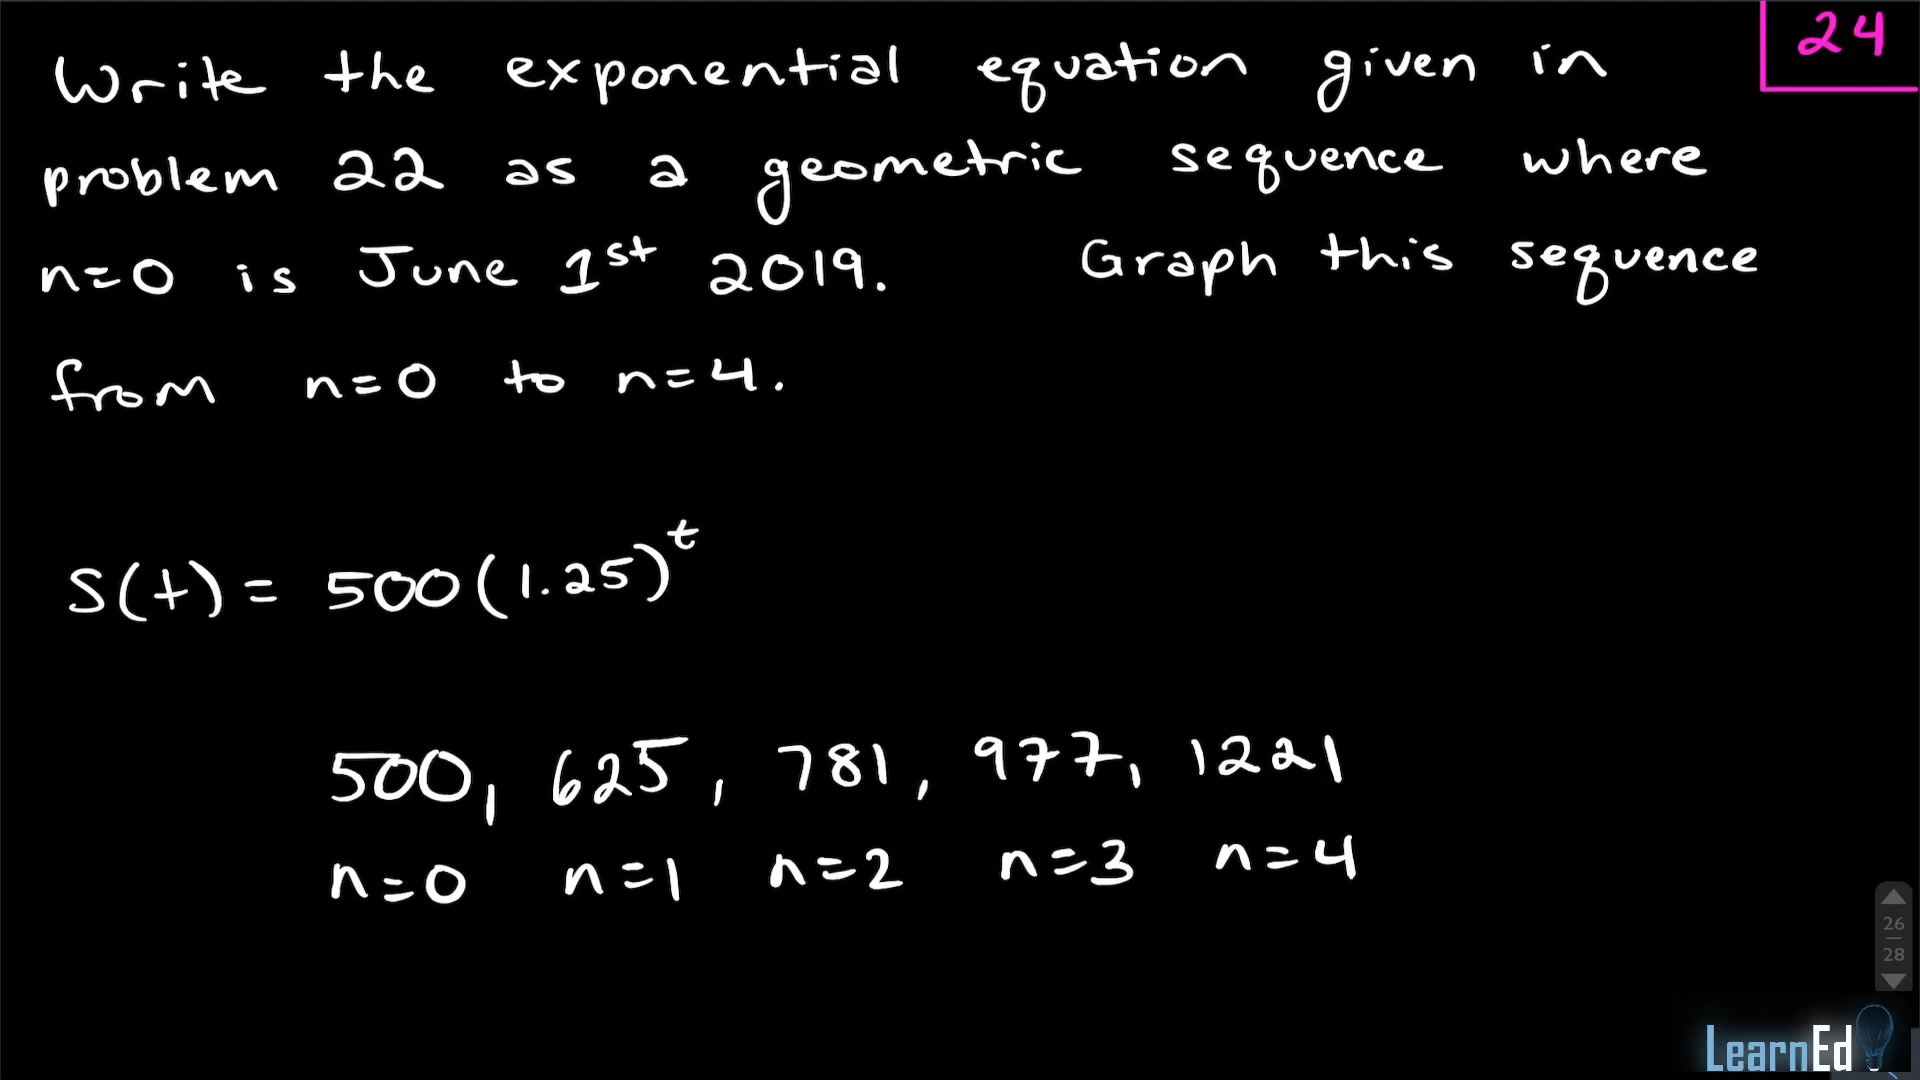 24
Write the exponential equation given in
problem 22 as a geometric sequence where
n=0 is June 1st 2019. Graph this sequence
from n=0 to n=4.
S(t) = 500(1.25)^t
500, 625, 781, 977, 1221
n=0 n=1 n=2 n=3 n=4
26
28
LearnEd